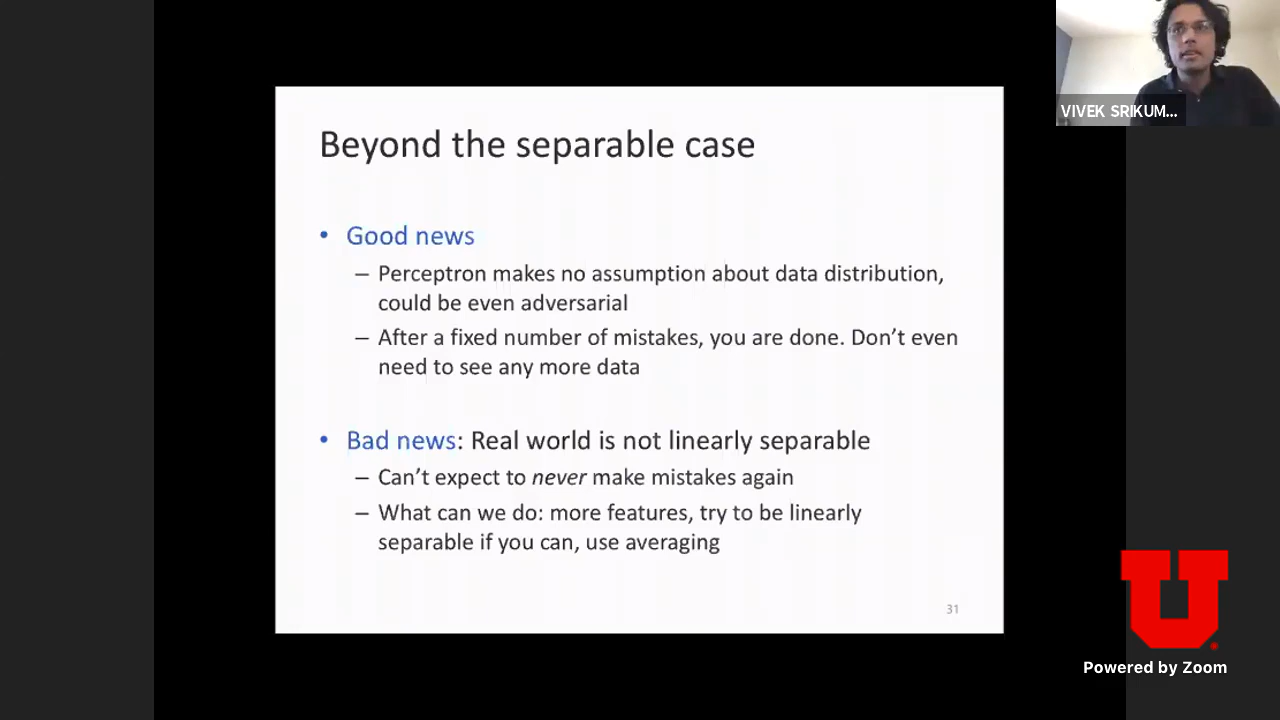 VIVEK SRIKUM...
Beyond the separable case
• Good news
– Perceptron makes no assumption about data distribution,
could be even adversarial
– After a fixed number of mistakes, you are done. Don’t even
need to see any more data
• Bad news: Real world is not linearly separable
– Can’t expect to never make mistakes again
– What can we do: more features, try to be linearly
separable if you can, use averaging
31
U
Powered by Zoom